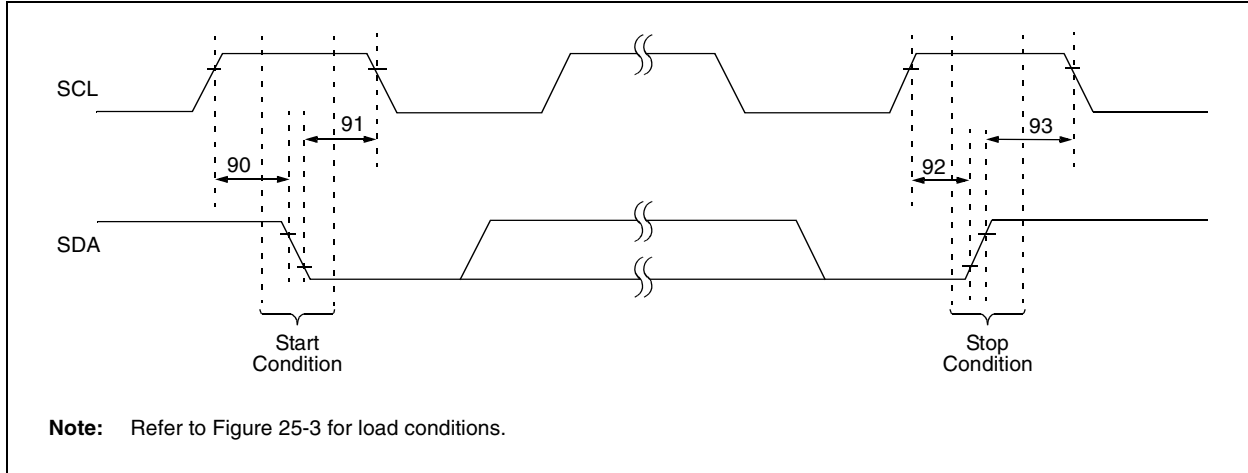 SCL
91
93
90
92
SDA
Start
Condition
Stop
Condition
Note: Refer to Figure 25-3 for load conditions.